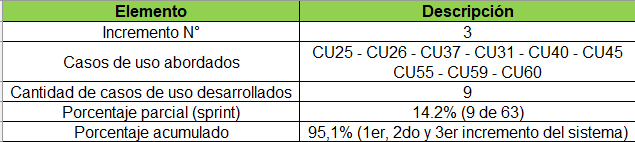 Elemento Descripción
Incremento N° 3
Casos de uso abordados CU25 - CU26 - CU37 - CU31 - CU40 - CU45
CU55 - CU59 - CU60
Cantidad de casos de uso desarrollados 9
Porcentaje parcial (sprint) 14.2% (9 de 63)
Porcentaje acumulado 95,1% (1er, 2do y 3er incremento del sistema)